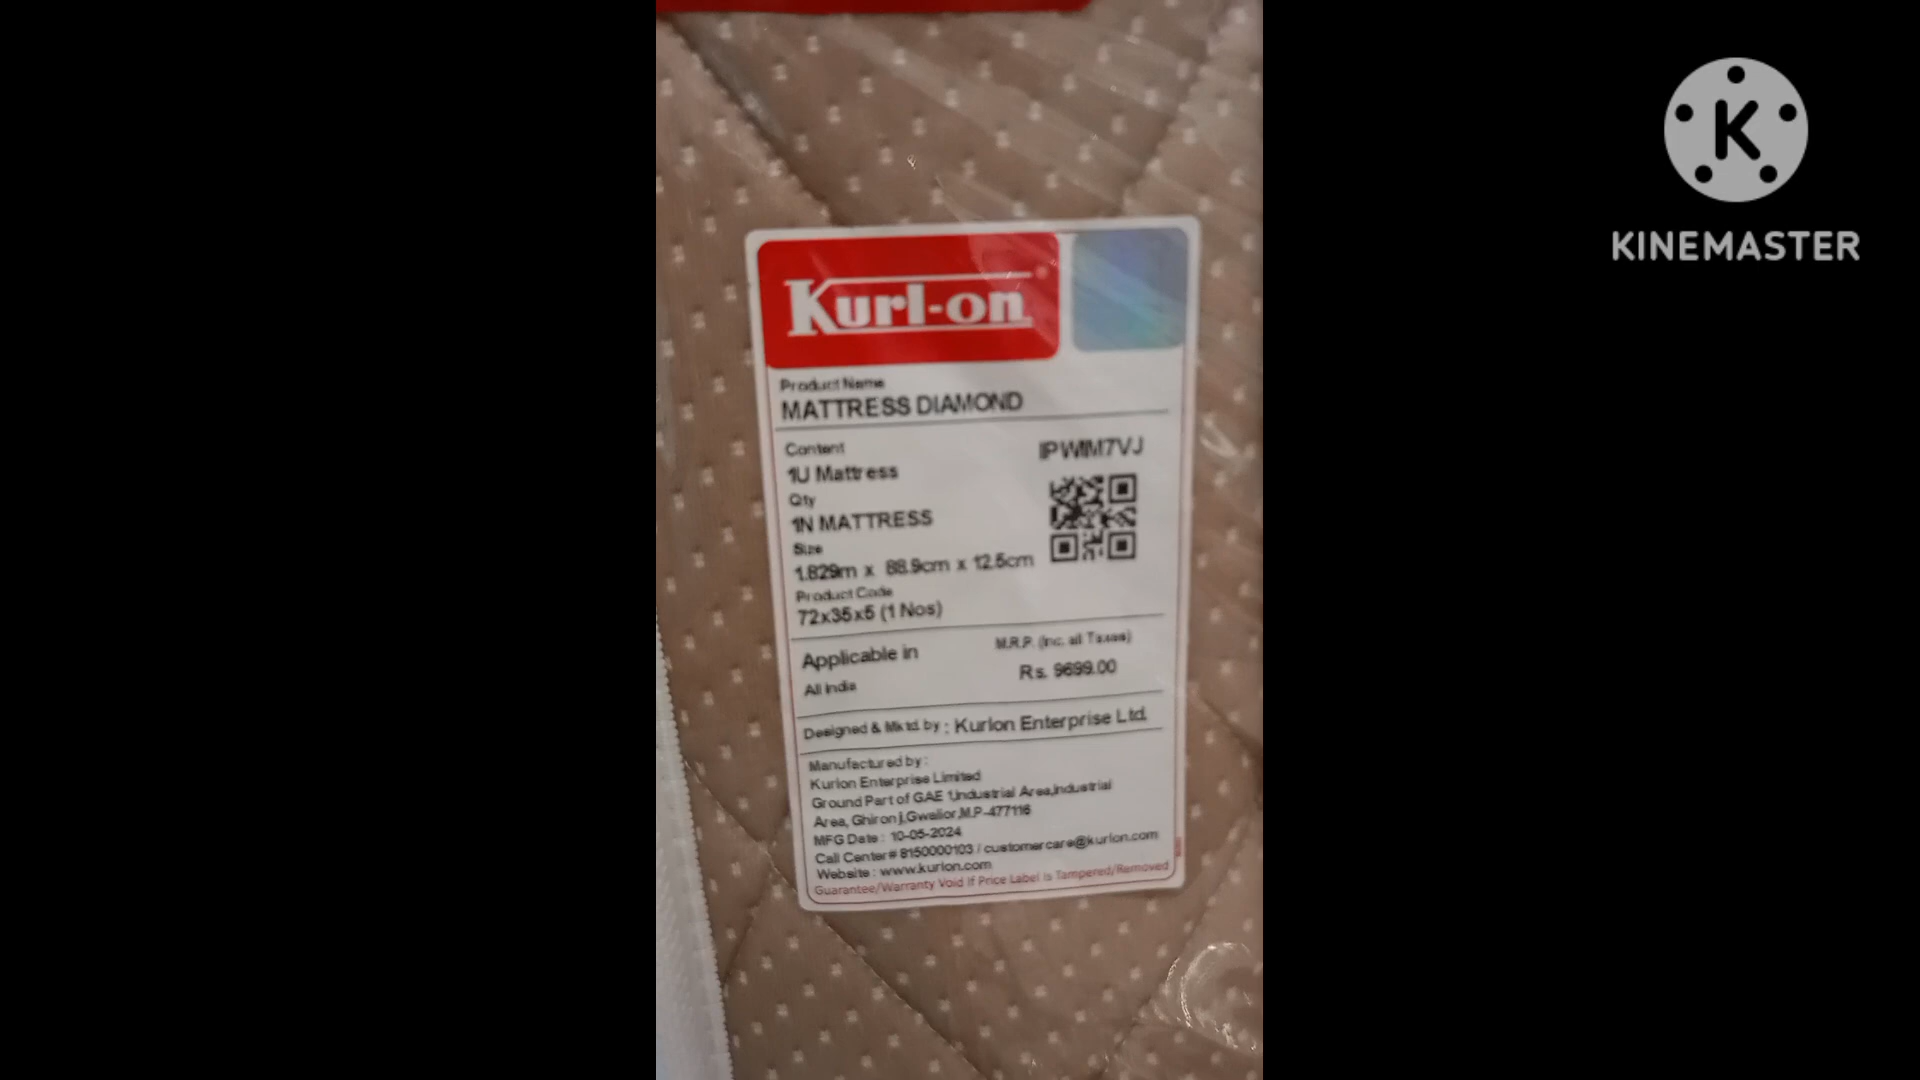 Kurl-on
Product Name
MATTRESS DIAMOND
Content
IPWIM7VJ
1U Mattress
Qty
1N MATTRESS
Size
1.829m x 88.9cm x 12.5cm
Product Code
72x35x5 (1 Nos)
Applicable in
M.R.P. (Inc. all Taxes)
All India
Rs. 9699.00
Designed & Mktd. by : Kurlon Enterprise Ltd.
Manufactured by :
Kurlon Enterprise Limited
Ground Part of GAE 1,Industrial Area,Industrial
Area, Ghironj,Gwalior,M.P-477116
MFG Date : 10-05-2024
Call Center# 8150000103 / customercare@kurlon.com
Website : www.kurlon.com
Guarantee/Warranty Void If Price Label is Tampered/Removed
K
KINEMASTER